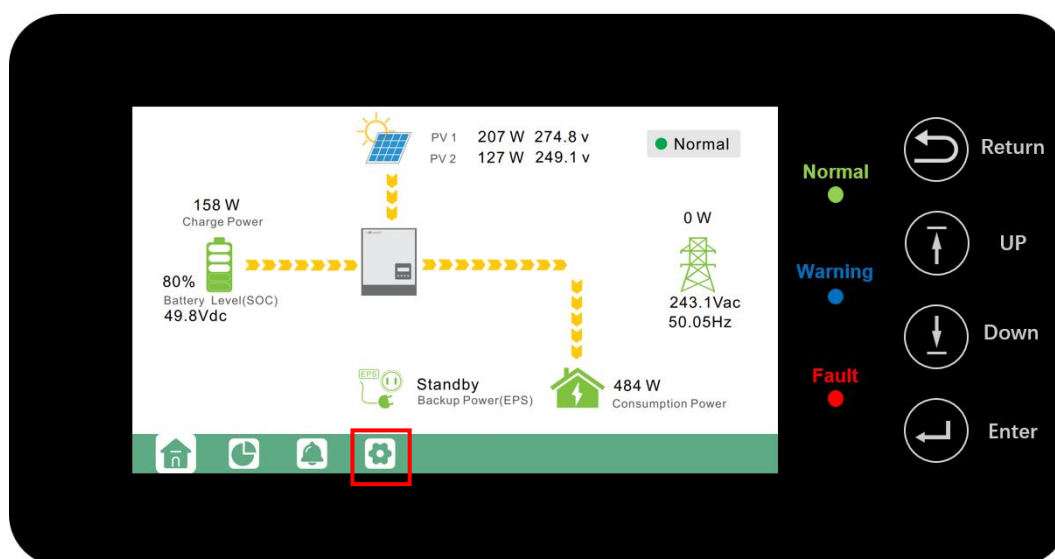 PV 1 207 W 274.8 v
PV 2 127 W 249.1 v
Normal
158 W
Charge Power
80%
Battery Level(SOC)
49.8Vdc
0 W
243.1Vac
50.05Hz
EPS
Standby
Backup Power(EPS)
484 W
Consumption Power
Normal
Warning
Fault
Return
UP
Down
Enter